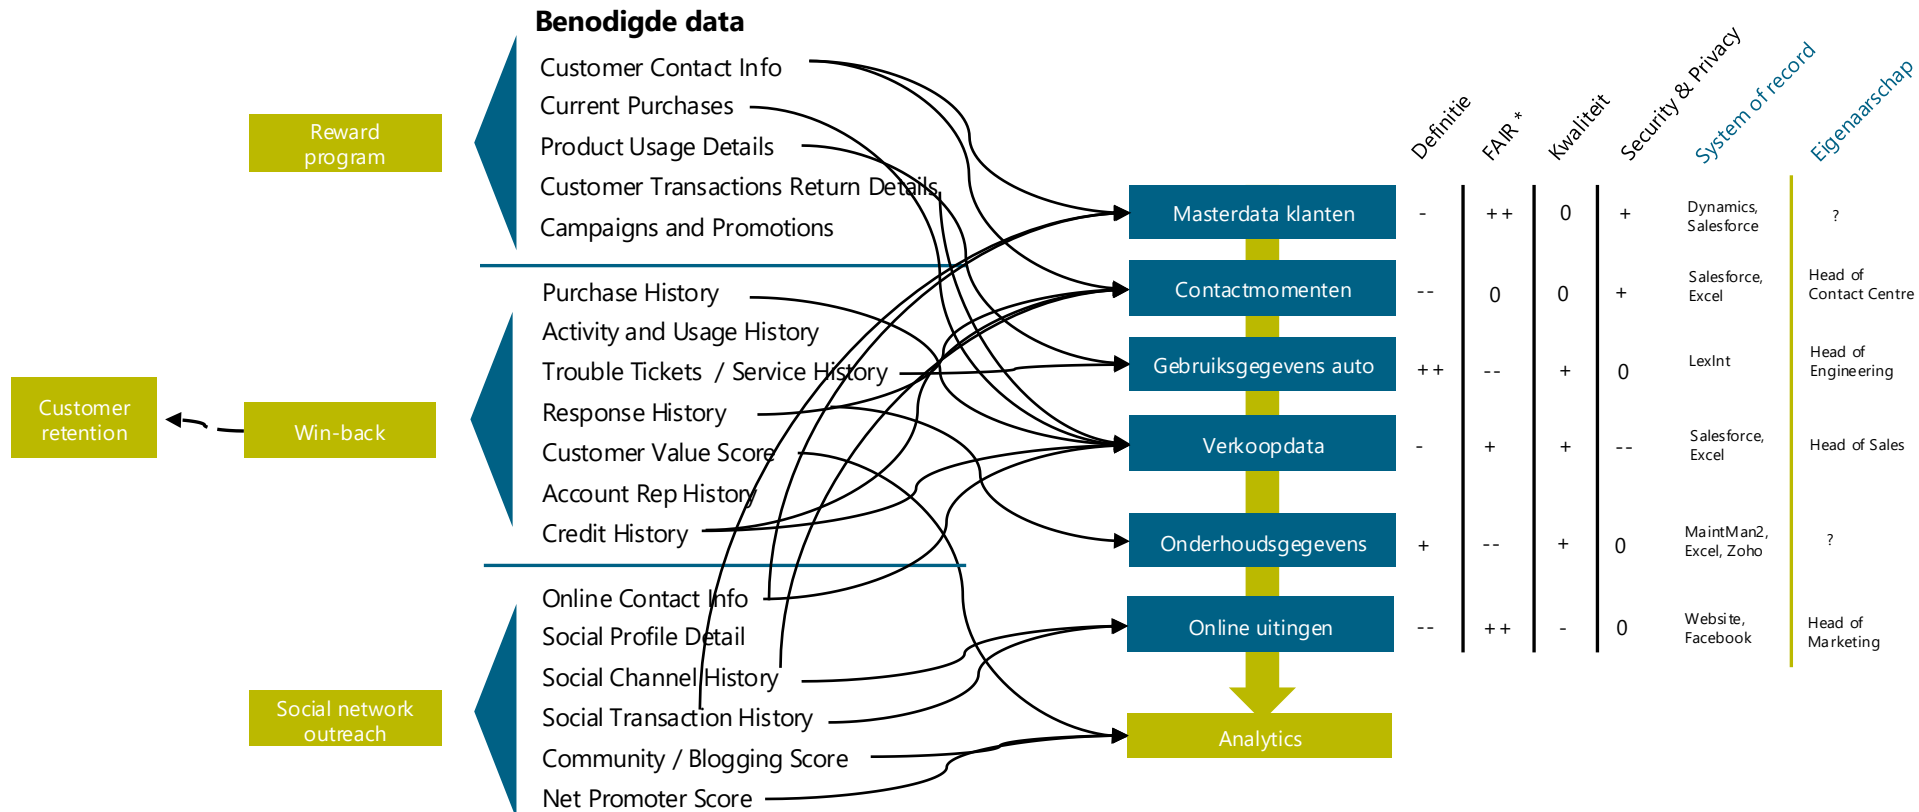 Benodigde data
Customer Contact Info
Current Purchases
Product Usage Details
Customer Transactions Return Details
Campaigns and Promotions
Purchase History
Activity and Usage History
Trouble Tickets / Service History
Response History
Customer Value Score
Account Rep History
Credit History
Online Contact Info
Social Profile Detail
Social Channel History
Social Transaction History
Community / Blogging Score
Net Promoter Score
Reward
program
Customer
retention
Win-back
Social network
outreach
Definitie
FAIR *
Kwaliteit
Security & Privacy
System of record
Eigenaarschap
Masterdata klanten
- ++ 0 +
Dynamics,
Salesforce
?
Contactmomenten
-- 0 0 +
Salesforce,
Excel
Head of
Contact Centre
Gebruiksgegevens auto
++ -- + 0
LexInt
Head of
Engineering
Verkoopdata
- + + --
Salesforce,
Excel
Head of Sales
Onderhoudsgegevens
+ -- + 0
MaintMan2,
Excel, Zoho
?
Online uitingen
-- ++ - 0
Website,
Facebook
Head of
Marketing
Analytics